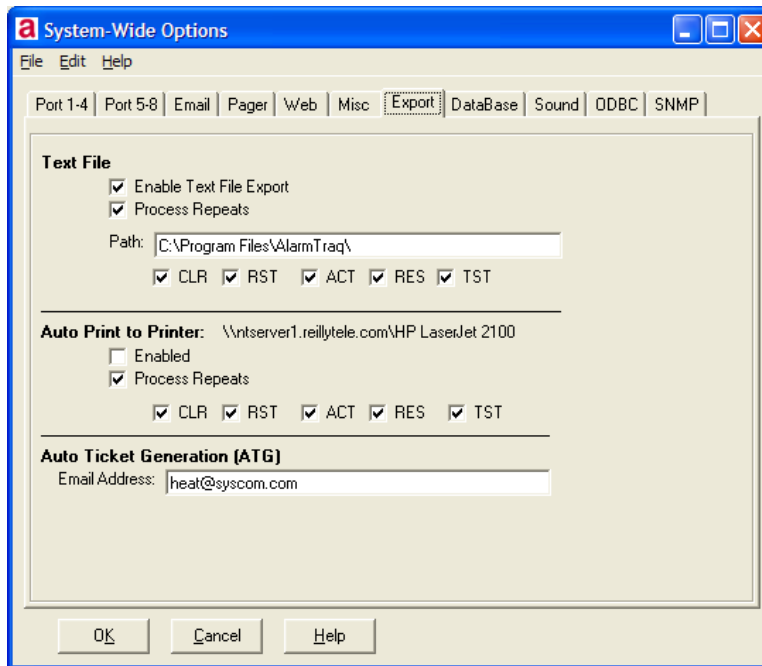 a System-Wide Options
File Edit Help
Port 1-4 Port 5-8 Email Pager Web Misc Export DataBase Sound ODBC SNMP
Text File
Enable Text File Export
Process Repeats
Path: C:\Program Files\AlarmTraq\
CLR RST ACT RES TST
Auto Print to Printer: \\ntserver1.reillytele.com\HP LaserJet 2100
Enabled
Process Repeats
CLR RST ACT RES TST
Auto Ticket Generation (ATG)
Email Address: heat@syscom.com
OK Cancel Help